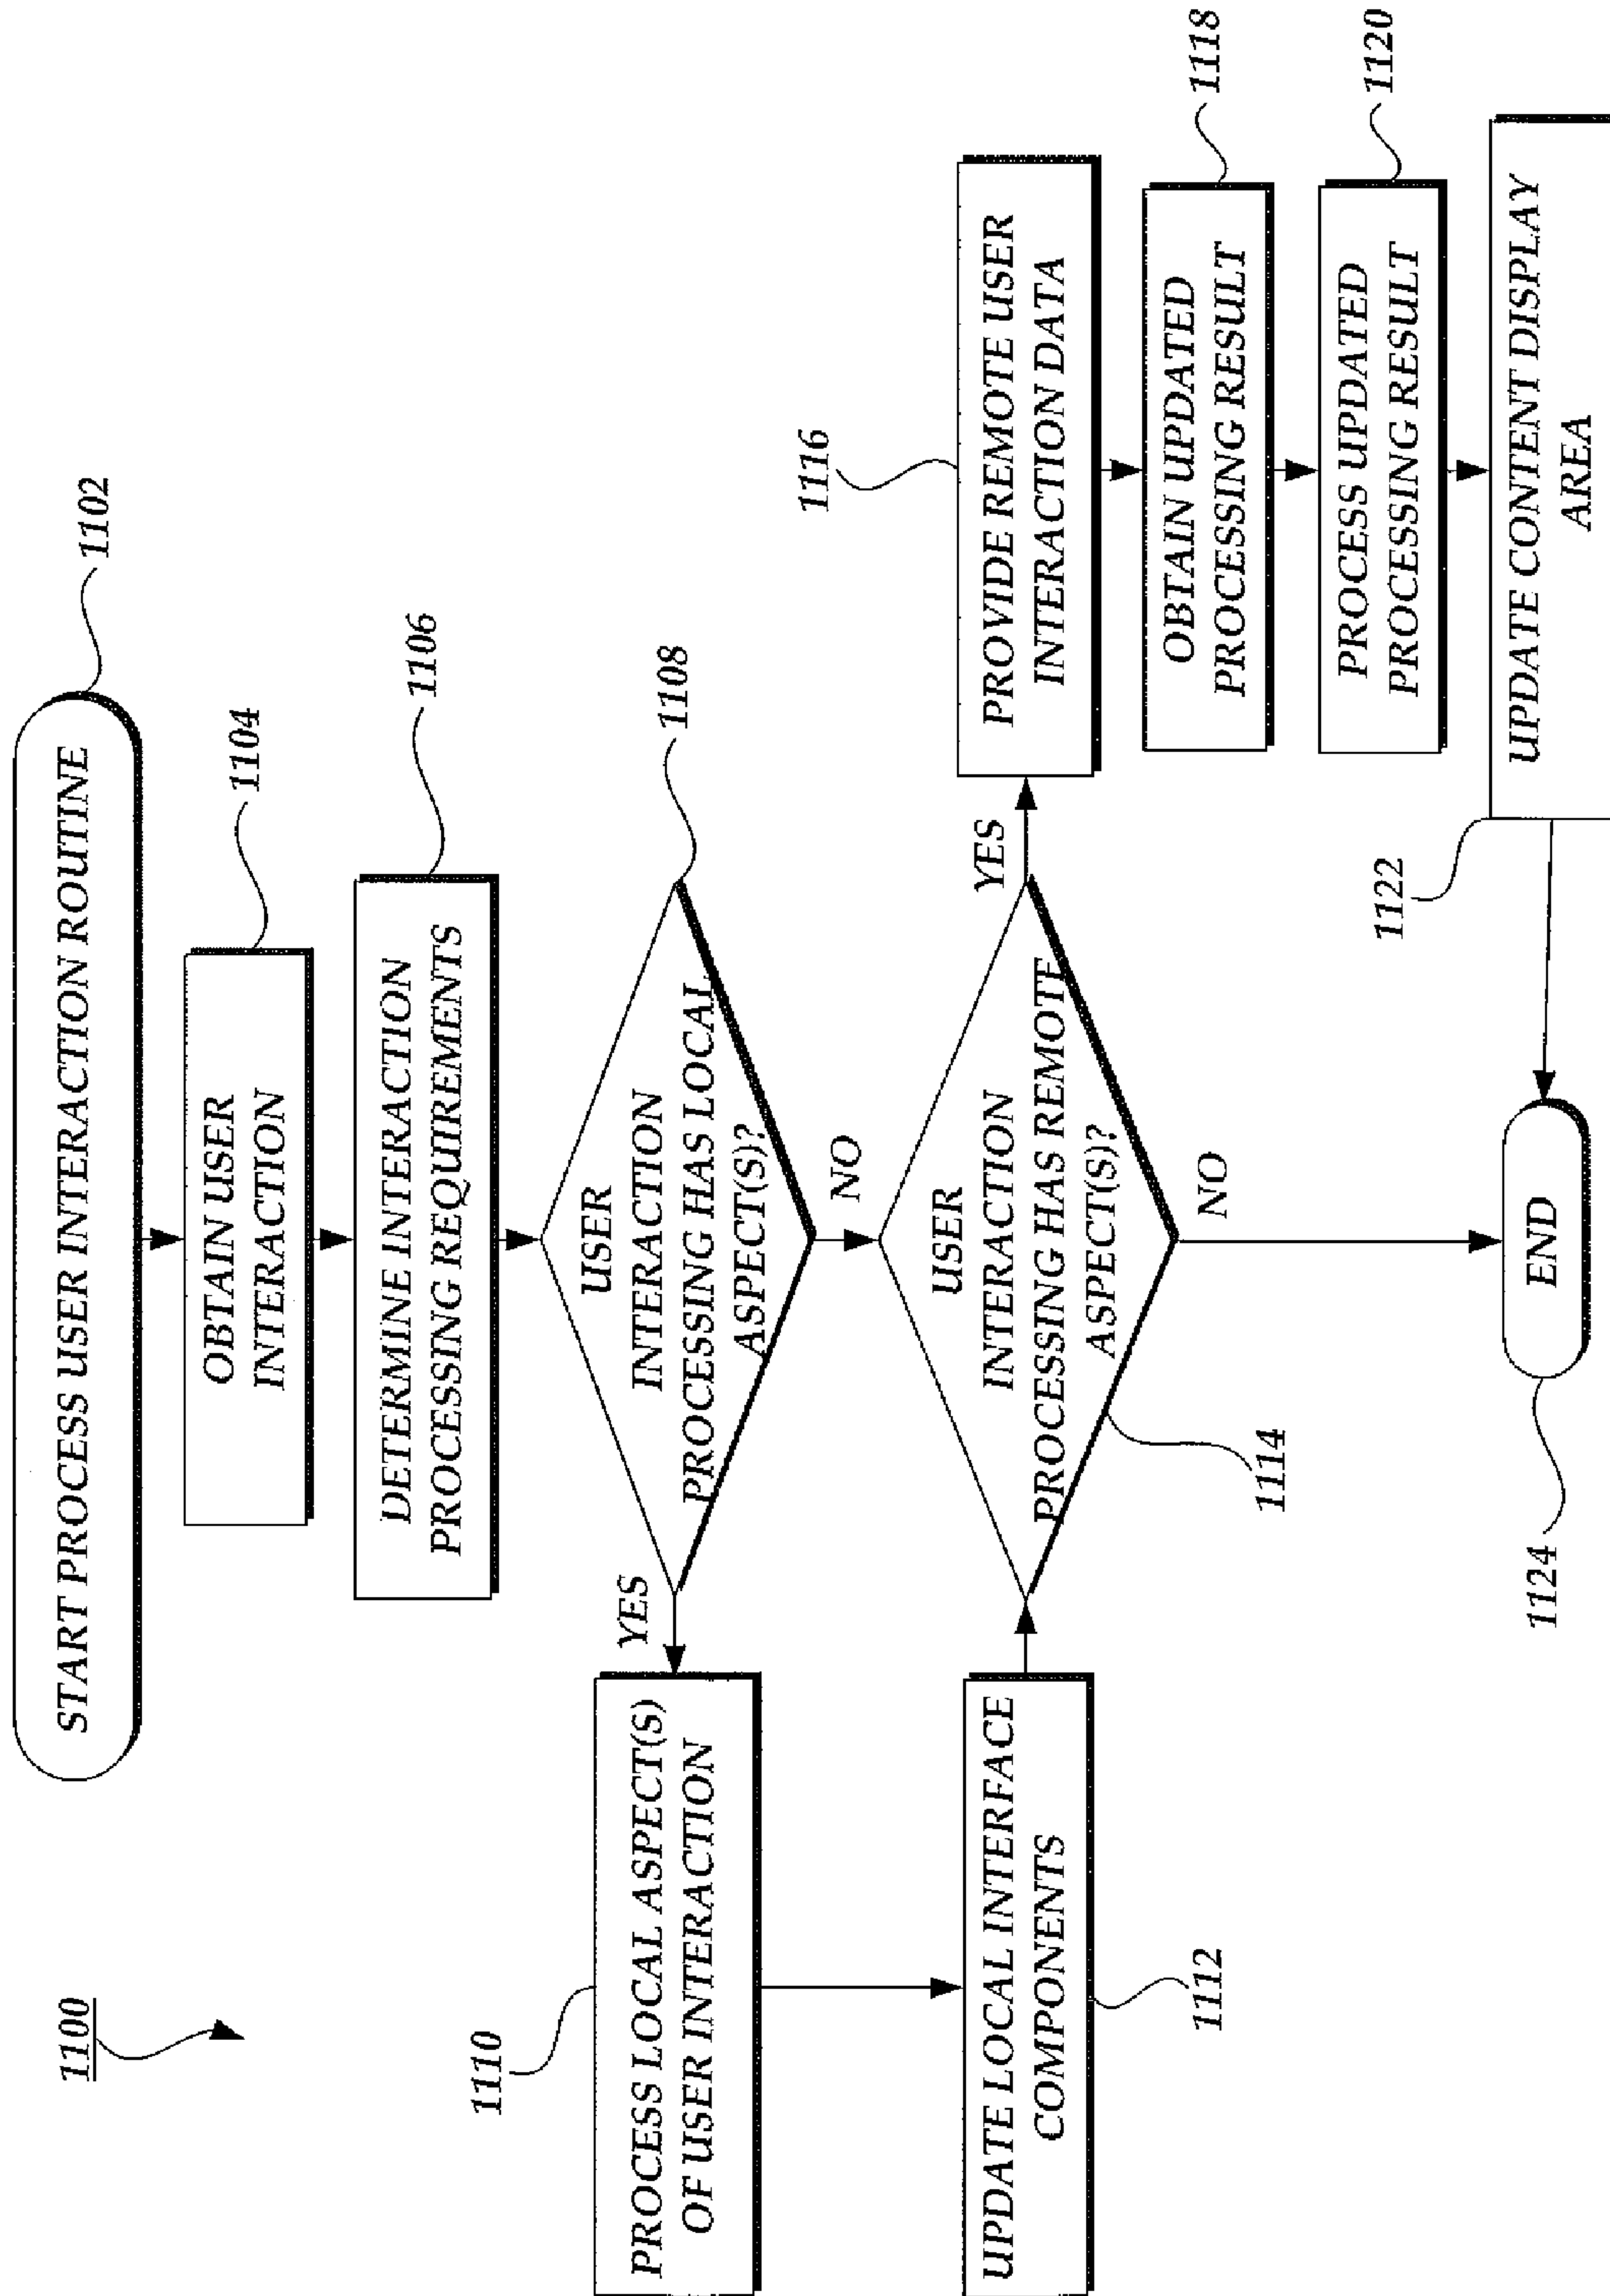 1100
START PROCESS USER INTERACTION ROUTINE
1102
OBTAIN USER
INTERACTION
1104
DETERMINE INTERACTION
PROCESSING REQUIREMENTS
1106
USER
INTERACTION
PROCESSING HAS LOCAL
ASPECT(S)?
1108
YES
NO
1110
PROCESS LOCAL ASPECT(S)
OF USER INTERACTION
UPDATE LOCAL INTERFACE
COMPONENTS
1112
USER
INTERACTION
PROCESSING HAS REMOTE
ASPECT(S)?
1114
YES
NO
1116
PROVIDE REMOTE USER
INTERACTION DATA
OBTAIN UPDATED
PROCESSING RESULT
1118
PROCESS UPDATED
PROCESSING RESULT
1120
UPDATE CONTENT DISPLAY
AREA
1122
END
1124